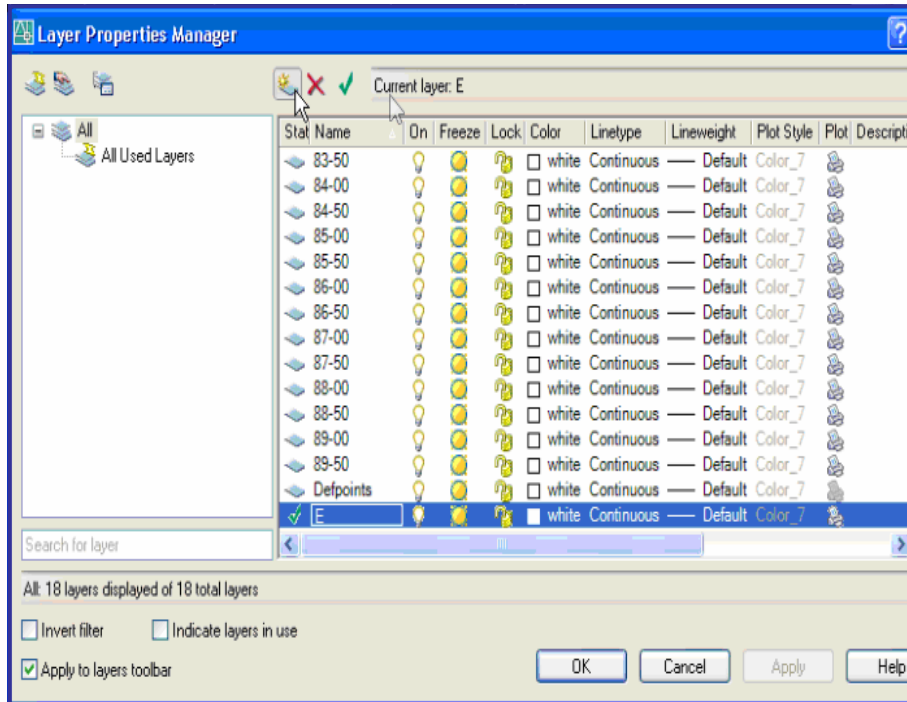 Layer Properties Manager
?
Current layer: E
All
All Used Layers
Stat Name On Freeze Lock Color Linetype Lineweight Plot Style Plot Descripti
83-50 white Continuous Default Color_7
84-00 white Continuous Default Color_7
84-50 white Continuous Default Color_7
85-00 white Continuous Default Color_7
85-50 white Continuous Default Color_7
86-00 white Continuous Default Color_7
86-50 white Continuous Default Color_7
87-00 white Continuous Default Color_7
87-50 white Continuous Default Color_7
88-00 white Continuous Default Color_7
88-50 white Continuous Default Color_7
89-00 white Continuous Default Color_7
89-50 white Continuous Default Color_7
Defpoints white Continuous Default Color_7
E white Continuous Default Color_7
Search for layer
All: 18 layers displayed of 18 total layers
Invert filter Indicate layers in use
Apply to layers toolbar
OK Cancel Apply Help